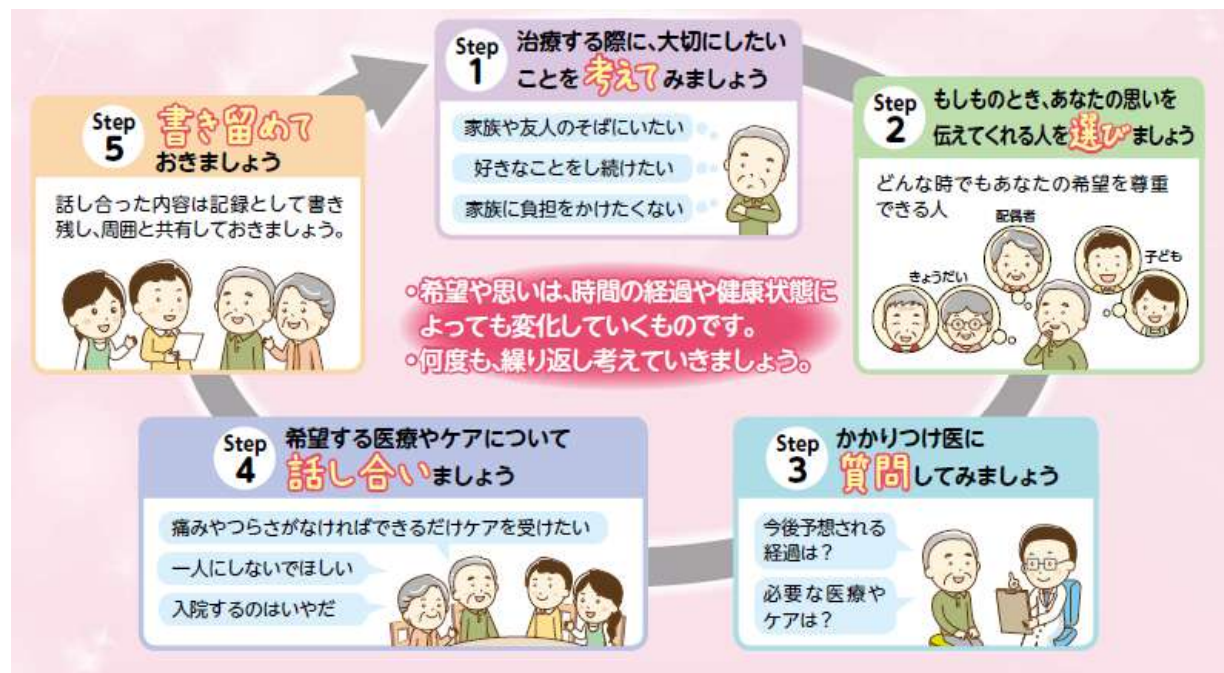 Step
1
治療する際に、大切にしたい
ことを考えてみましょう
家族や友人のそばにいたい
好きなことをし続けたい
家族に負担をかけたくない
Step
2
もしものとき、あなたの思いを
伝えてくれる人を選びましょう
どんな時でもあなたの希望を尊重
できる人
配偶者
子ども
きょうだい
Step
3
かかりつけ医に
質問してみましょう
今後予想される
経過は？
必要な医療や
ケアは？
Step
4
希望する医療やケアについて
話し合いましょう
痛みやつらさがなければできるだけケアを受けたい
一人にしないでほしい
入院するのはいやだ
Step
5
書き留めて
おきましょう
話し合った内容は記録として書き
残し、周囲と共有しておきましょう。
・希望や思いは、時間の経過や健康状態に
よっても変化していくものです。
・何度も、繰り返し考えていきましょう。